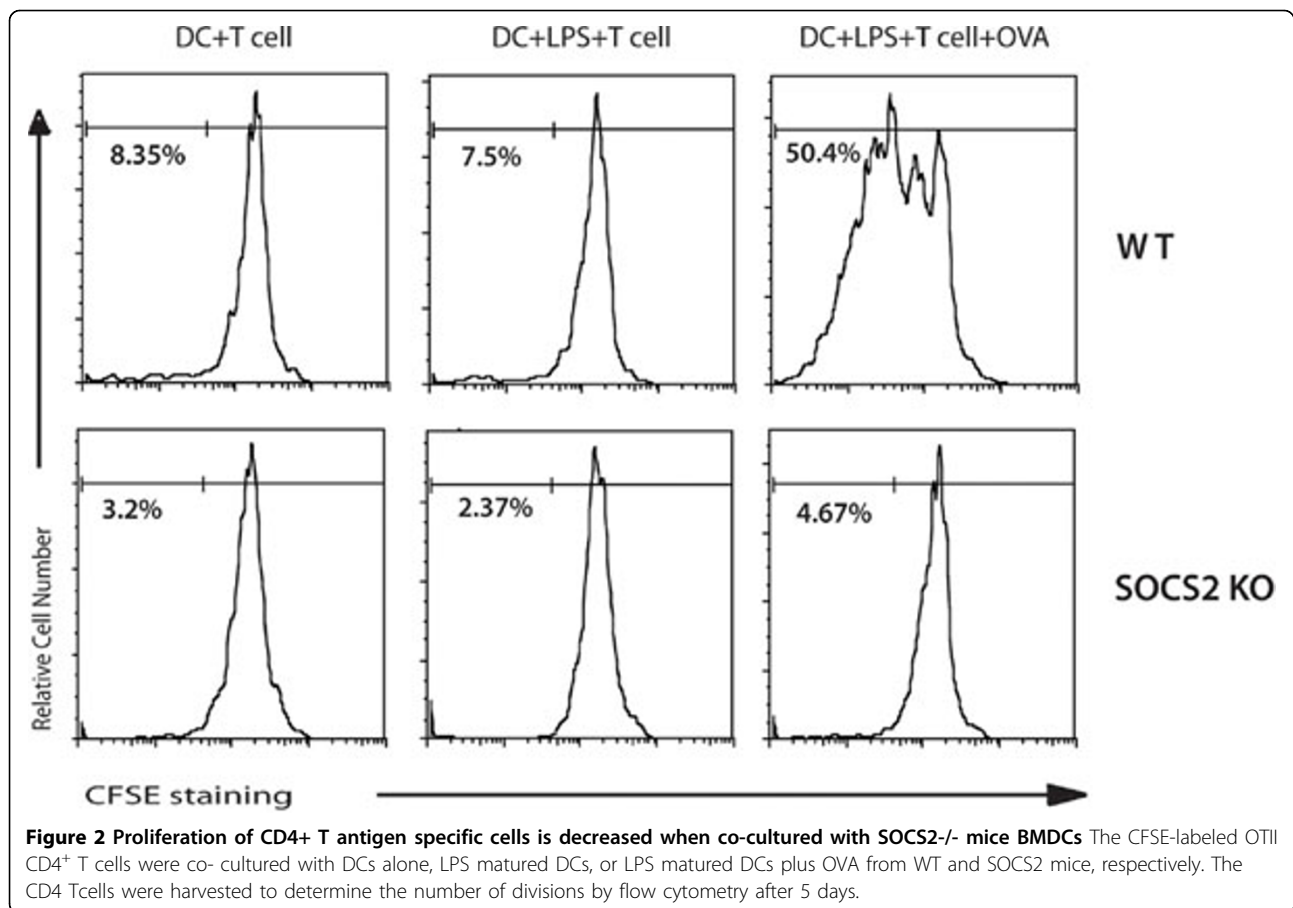 DC+T cell
DC+LPS+T cell
DC+LPS+T cell+OVA
8.35%
7.5%
50.4%
W T
3.2%
2.37%
4.67%
SOCS2 KO
Relative Cell Number
CFSE staining
Figure 2 Proliferation of CD4+ T antigen specific cells is decreased when co-cultured with SOCS2-/- mice BMDCs The CFSE-labeled OTII
CD4⁺ T cells were co- cultured with DCs alone, LPS matured DCs, or LPS matured DCs plus OVA from WT and SOCS2 mice, respectively. The
CD4 Tcells were harvested to determine the number of divisions by flow cytometry after 5 days.